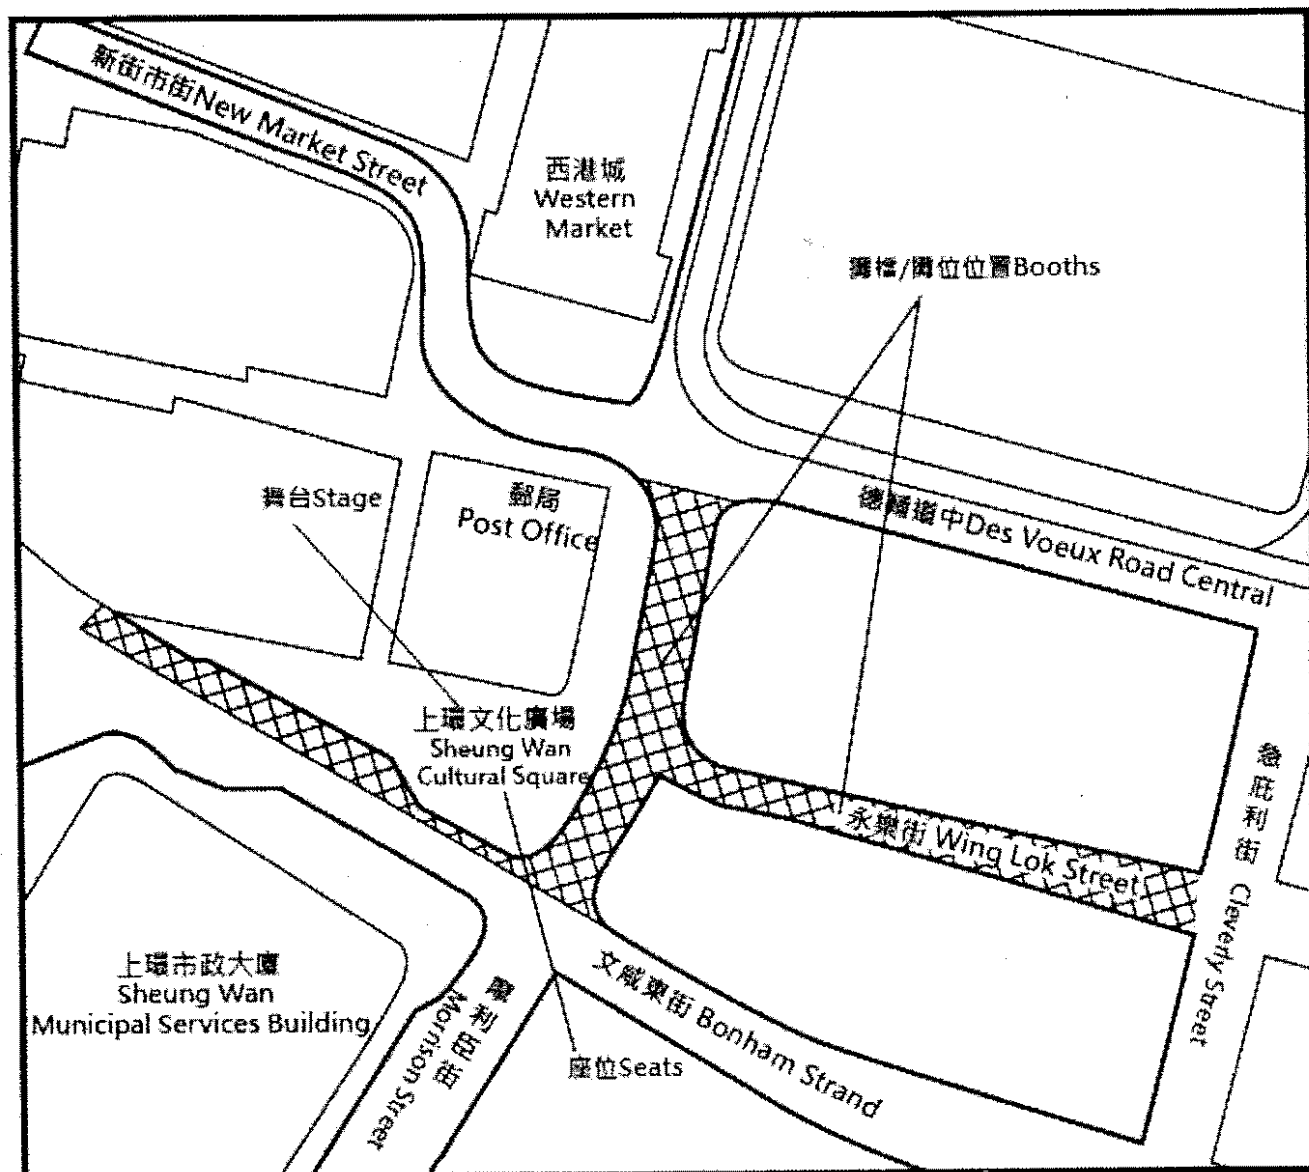 新街市街New Market Street
西港城
Western
Market
攤檔/攤位位置Booths
舞台Stage
郵局
Post Office
德輔道中Des Voeux Road Central
上環文化廣場
Sheung Wan
Cultural Square
永樂街 Wing Lok Street
急庇利街 Cleverly Street
上環市政大廈
Sheung Wan
Municipal Services Building
摩利臣街
Morrison Street
文咸東街 Bonham Strand
座位Seats